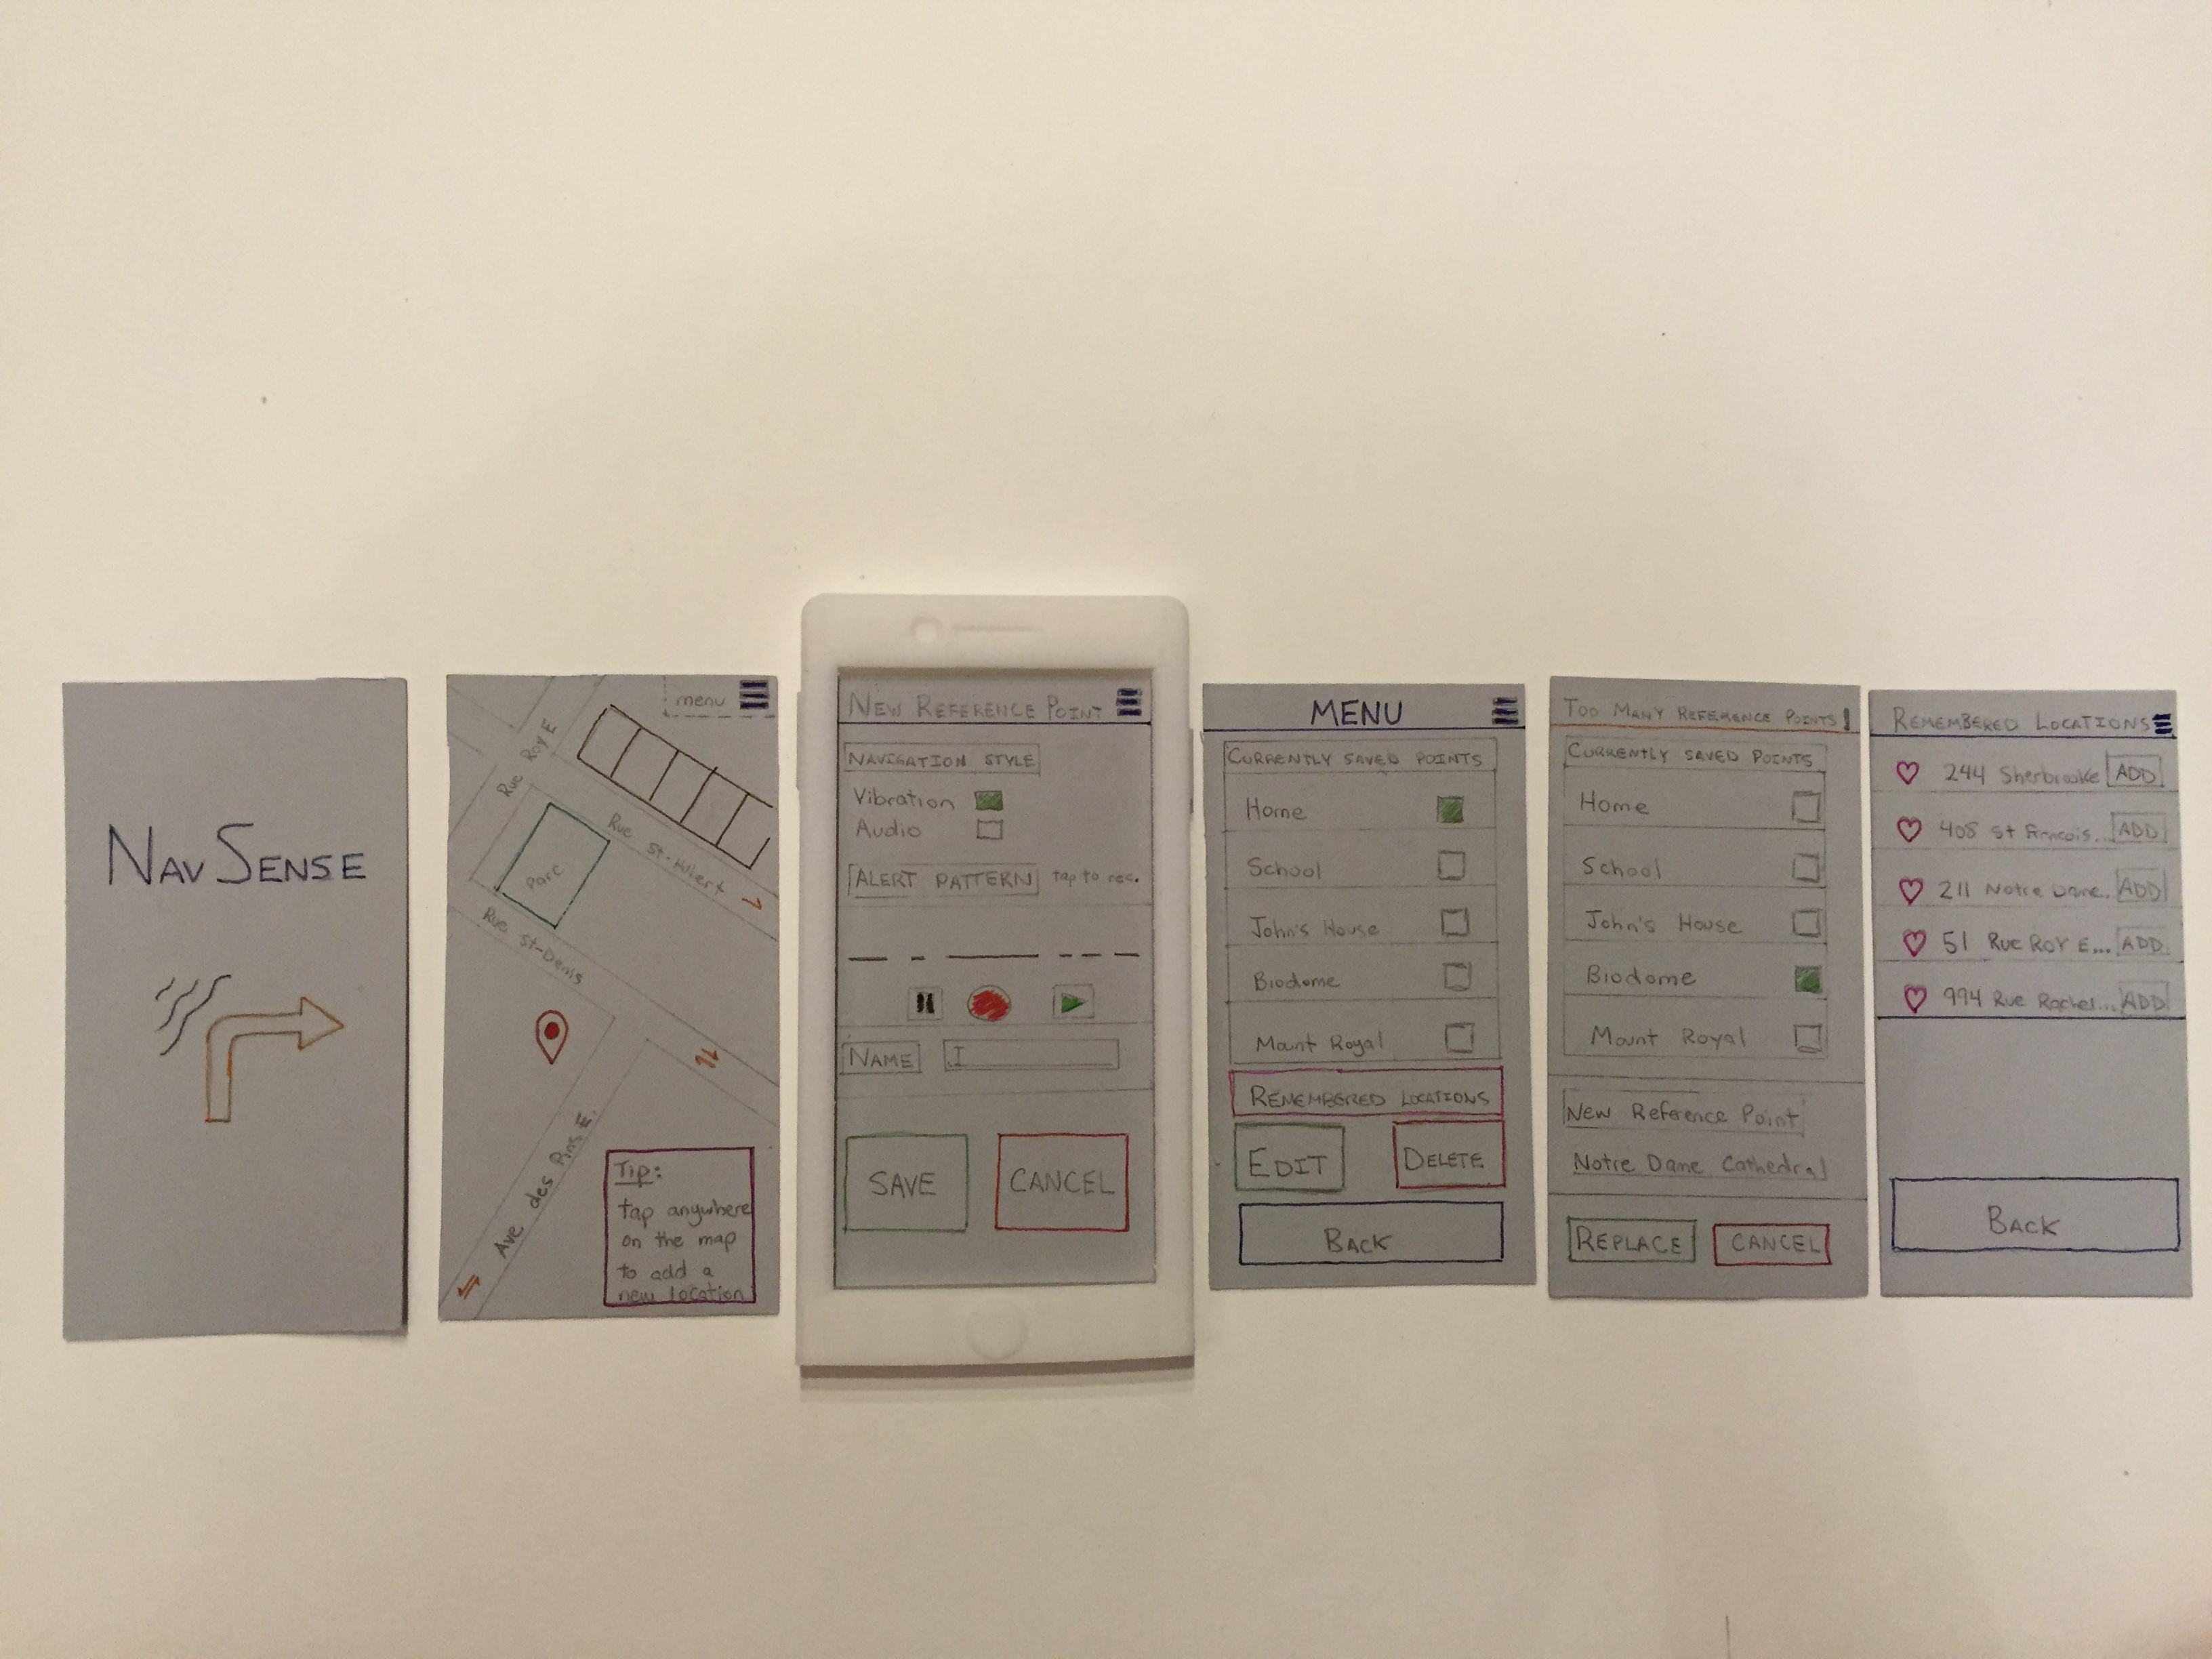 NAV SENSE
menu
Rue Roy E
Rue St-Albert
Parc
Rue St-Denis
Ave des Pins E.
Tip:
tap anywhere
on the map
to add a
new location
NEW REFERENCE POINT
NAVIGATION STYLE
Vibration
Audio
ALERT PATTERN tap to rec.
NAME I
SAVE CANCEL
MENU
CURRENTLY SAVED POINTS
Home
School
John's House
Biodome
Mount Royal
REMEMBERED LOCATIONS
EDIT DELETE
BACK
TOO MANY REFERENCE POINTS!
CURRENTLY SAVED POINTS
Home
School
John's House
Biodome
Mount Royal
New Reference Point
Notre Dame Cathedral
REPLACE CANCEL
REMEMBERED LOCATIONS
244 Sherbrooke ADD
408 St Francois... ADD
211 Notre Dame.. ADD
51 Rue ROY E... ADD
994 Rue Rachel... ADD
BACK